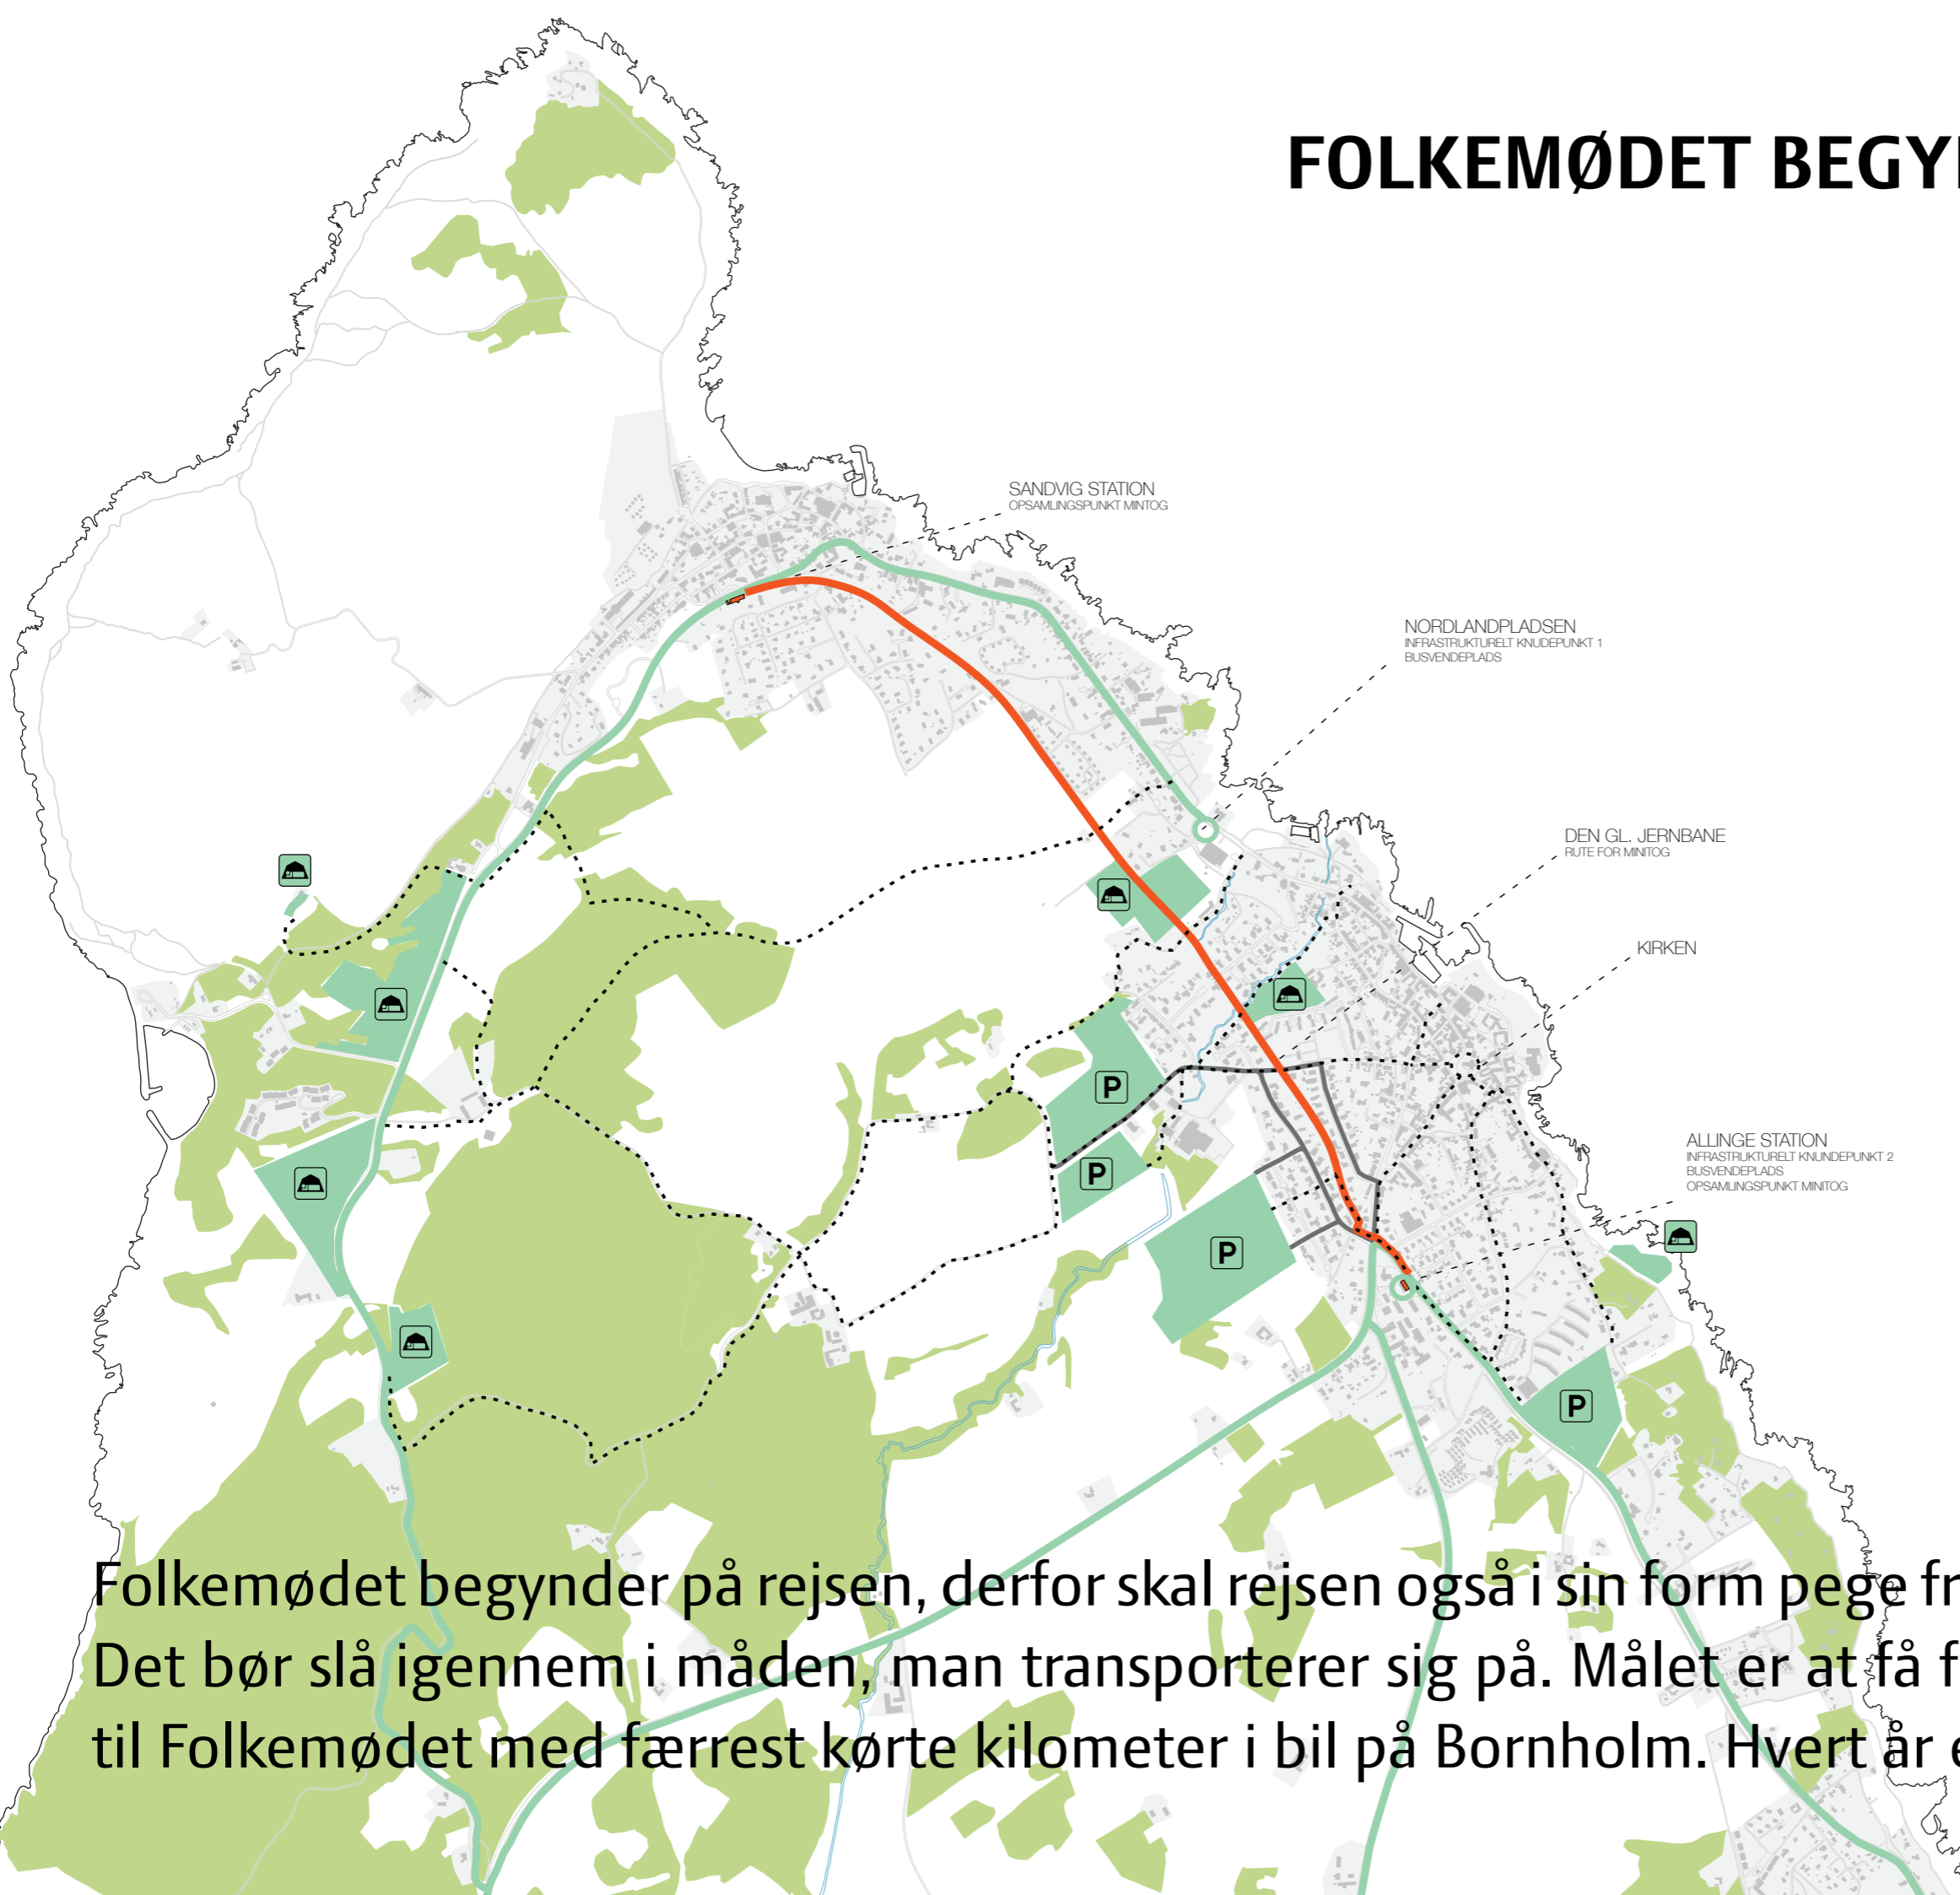 FOLKEMØDET BEGY
SANDVIG STATION
OPSAMLINGSPUNKT MINTOG
NORDLANDPLADSEN
INFRASTRUKTURELT KNUDEPUNKT 1
BUSVENDEPLADS
DEN GL. JERNBANE
RUTE FOR MINITOG
KIRKEN
P
P
ALLINGE STATION
INFRASTRUKTURELT KNUNDEPUNKT 2
BUSVENDEPLADS
OPSAMLINGSPUNKT MINITOG
P
P
Folkemødet begynder på rejsen, derfor skal rejsen også i sin form pege fr
Det bør slå igennem i måden, man transporterer sig på. Målet er at få f
til Folkemødet med færrest kørte kilometer i bil på Bornholm. Hvert år e